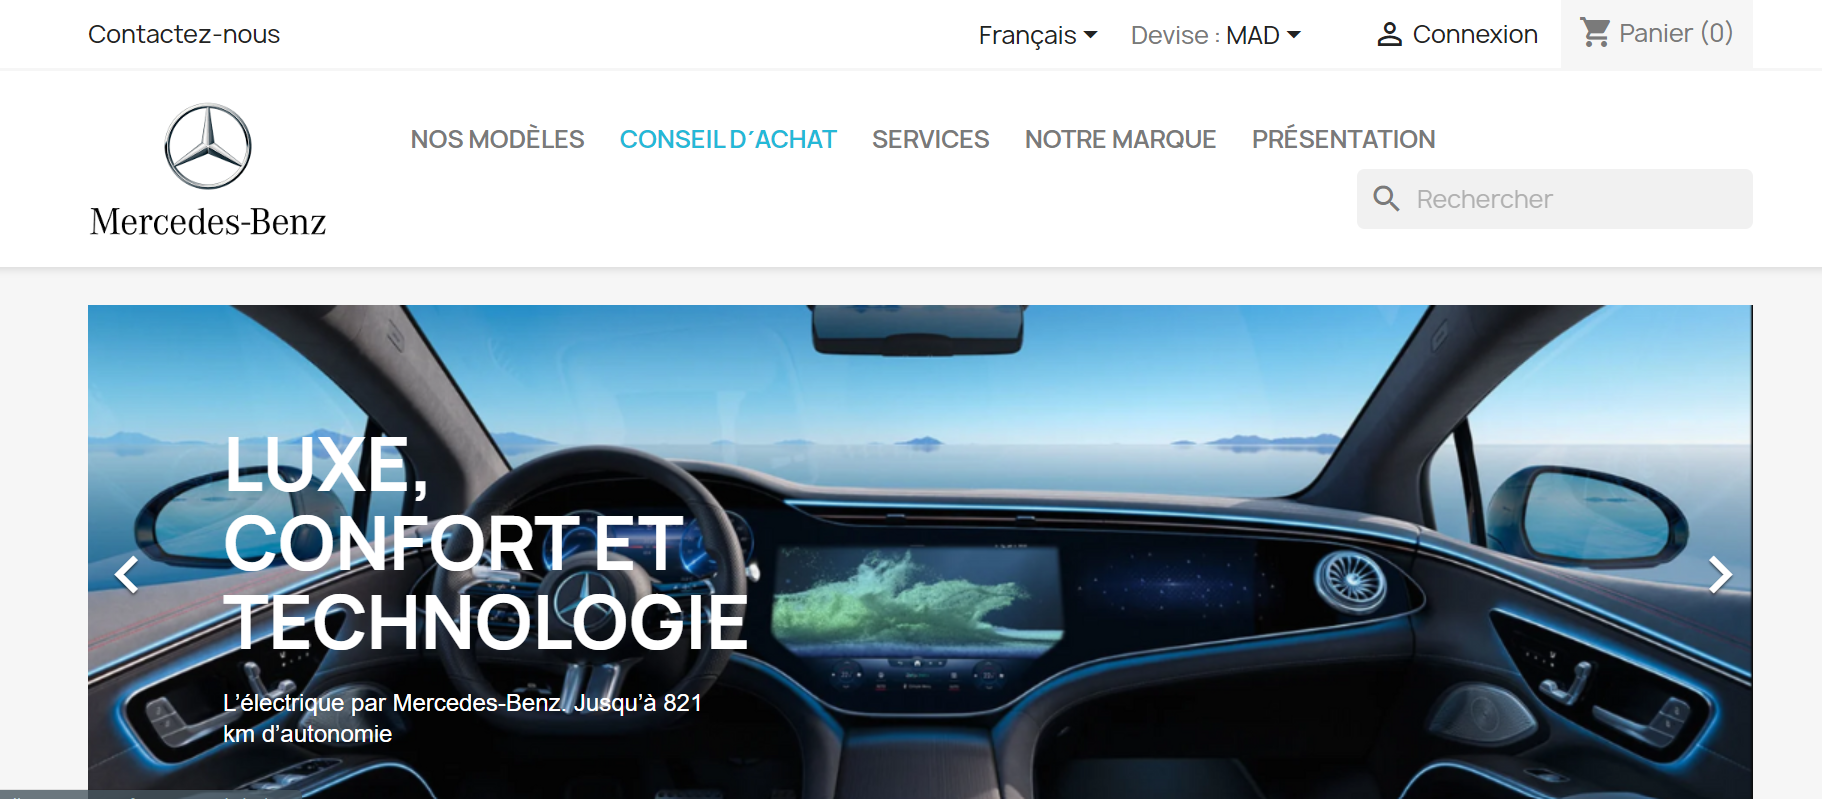 Contactez-nous
Français
Devise : MAD
Connexion
Panier (0)
Mercedes-Benz
NOS MODÈLES
CONSEIL D´ACHAT
SERVICES
NOTRE MARQUE
PRÉSENTATION
Rechercher
LUXE,
CONFORT ET
TECHNOLOGIE
L’électrique par Mercedes-Benz. Jusqu’à 821
km d’autonomie